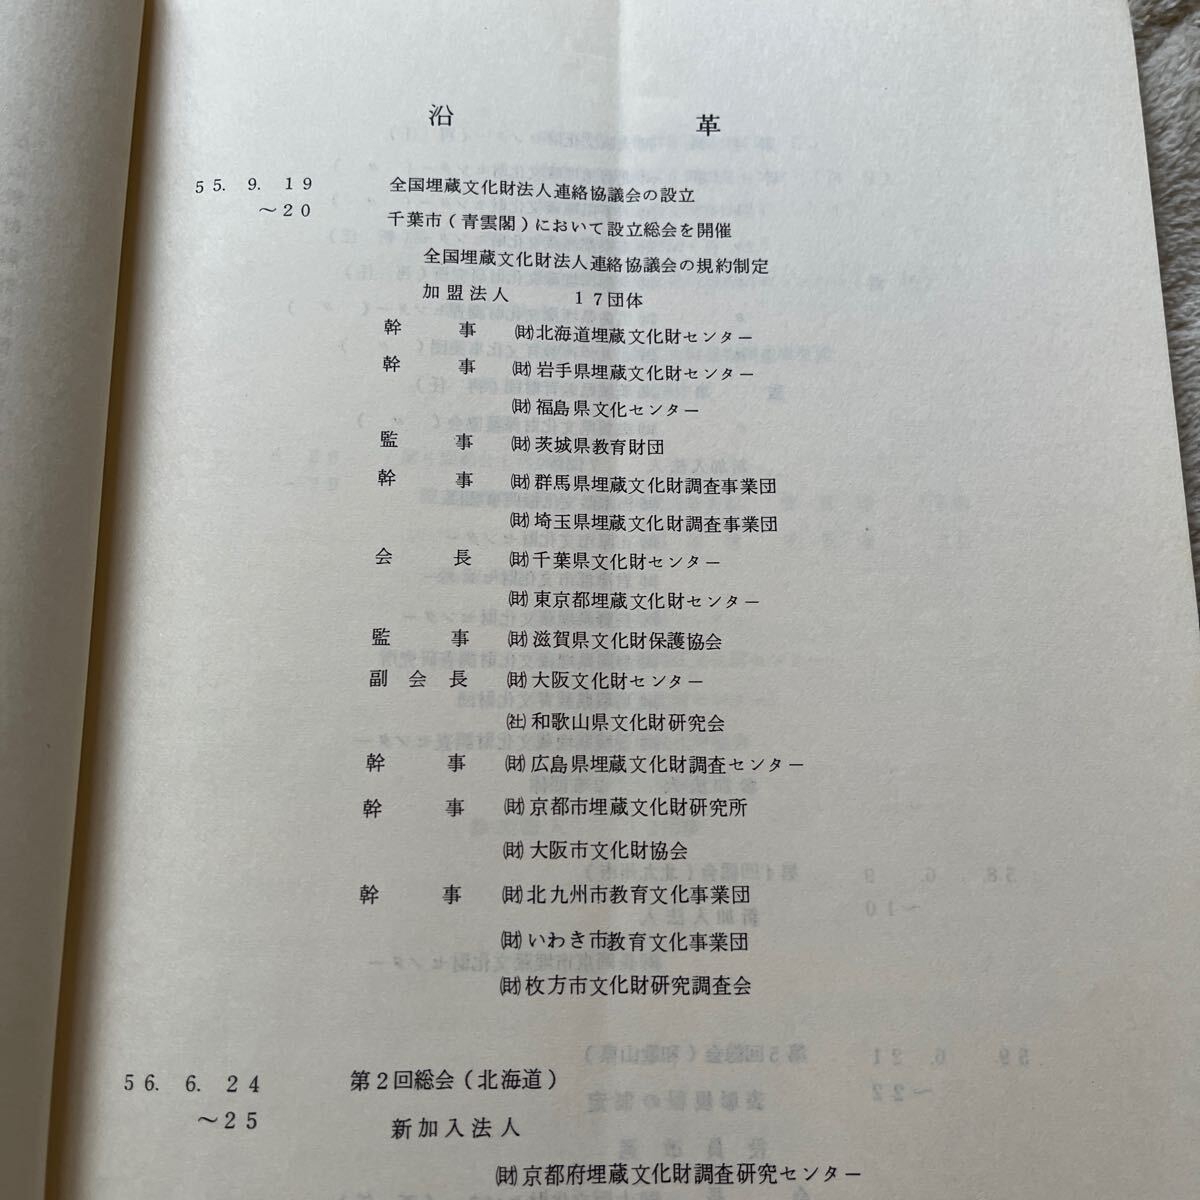 沿革
55. 9. 19　全国埋蔵文化財法人連絡協議会の設立
～20　千葉市(青雲閣)において設立総会を開催
全国埋蔵文化財法人連絡協議会の規約制定
加盟法人　17団体
幹事　㈶北海道埋蔵文化財センター
幹事　㈶岩手県埋蔵文化財センター
㈶福島県文化センター
監事　㈶茨城県教育財団
幹事　㈶群馬県埋蔵文化財調査事業団
㈶埼玉県埋蔵文化財調査事業団
会長　㈶千葉県文化財センター
㈶東京都埋蔵文化財センター
監事　㈶滋賀県文化財保護協会
副会長　㈶大阪文化財センター
㈳和歌山県文化財研究会
幹事　㈶広島県埋蔵文化財調査センター
幹事　㈶京都市埋蔵文化財研究所
㈶大阪市文化財協会
幹事　㈶北九州市教育文化事業団
㈶いわき市教育文化事業団
㈶枚方市文化財研究調査会
56. 6. 24　第2回総会(北海道)
～25　新加入法人
㈶京都府埋蔵文化財調査研究センター